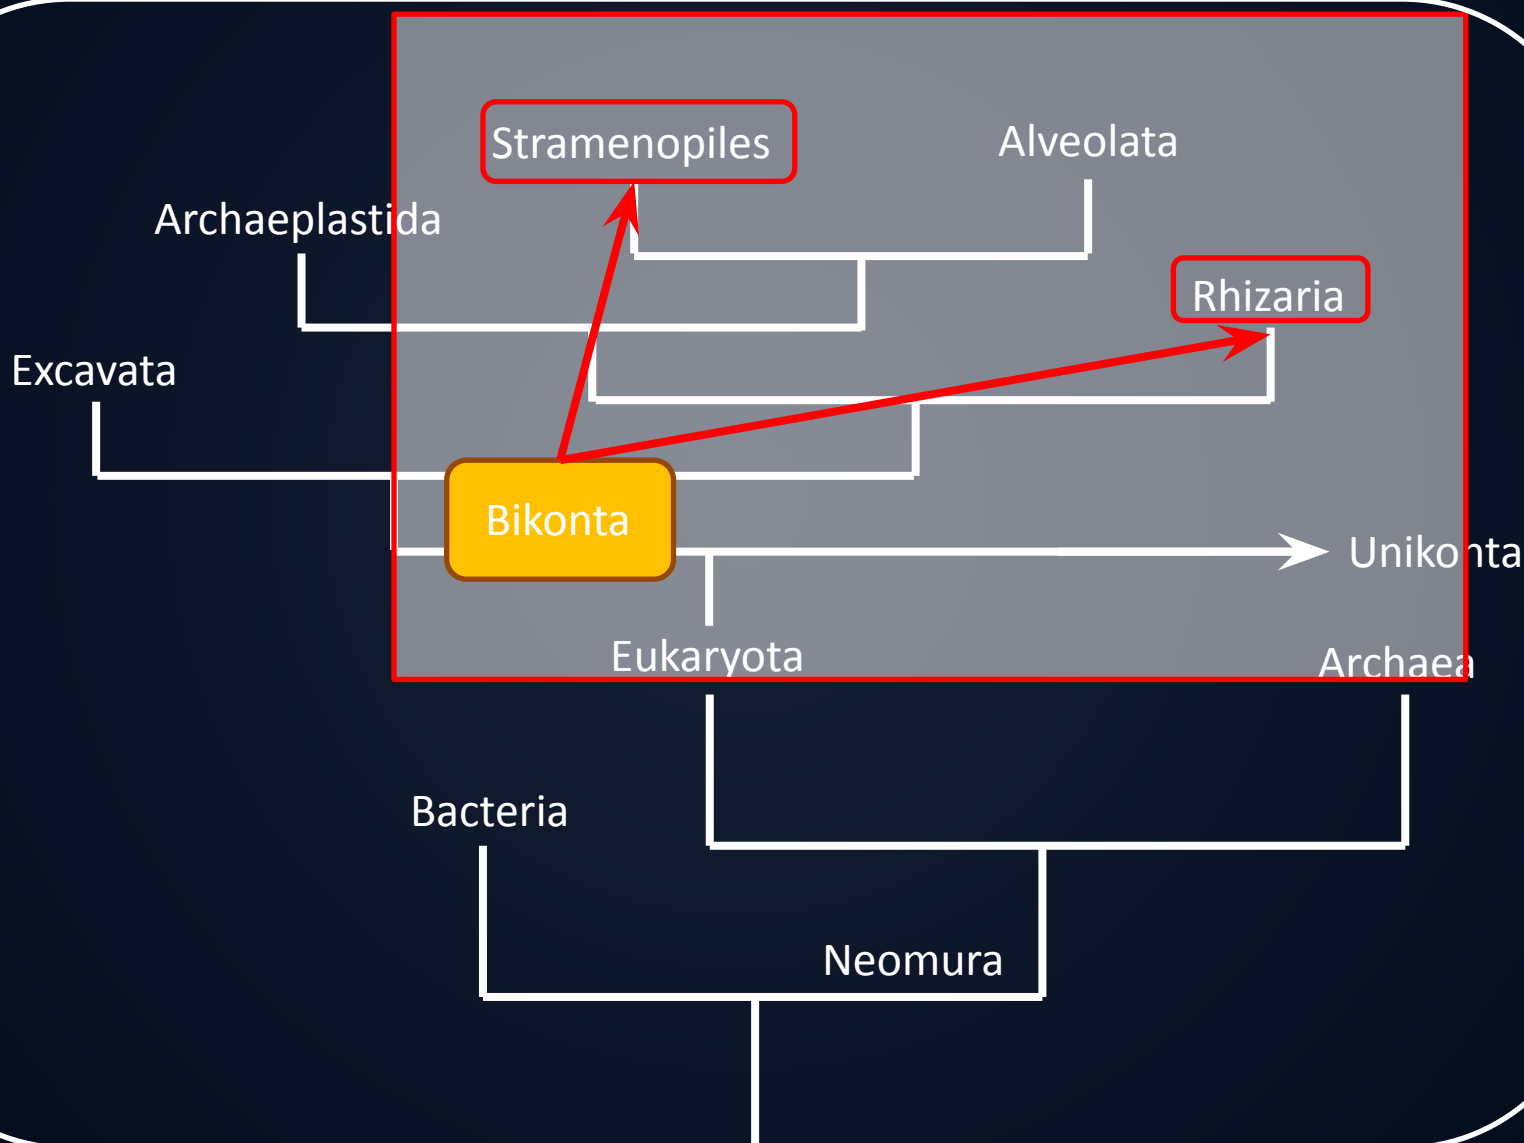 Stramenopiles
Alveolata
Archaeplastida
Rhizaria
Excavata
Bikonta
Unikonta
Eukaryota
Archaea
Bacteria
Neomura